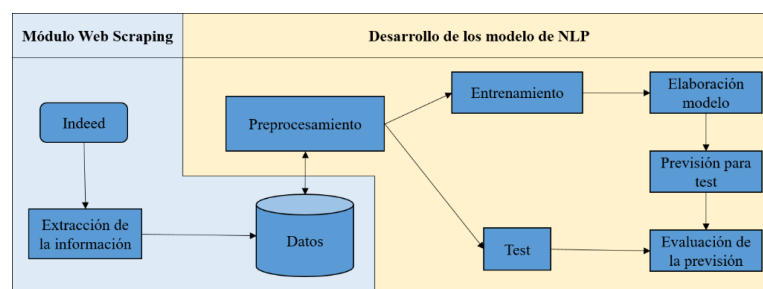 Módulo Web Scraping
Desarrollo de los modelo de NLP
Indeed
Extracción de
la información
Datos
Preprocesamiento
Entrenamiento
Elaboración
modelo
Previsión para
test
Test
Evaluación de
la previsión